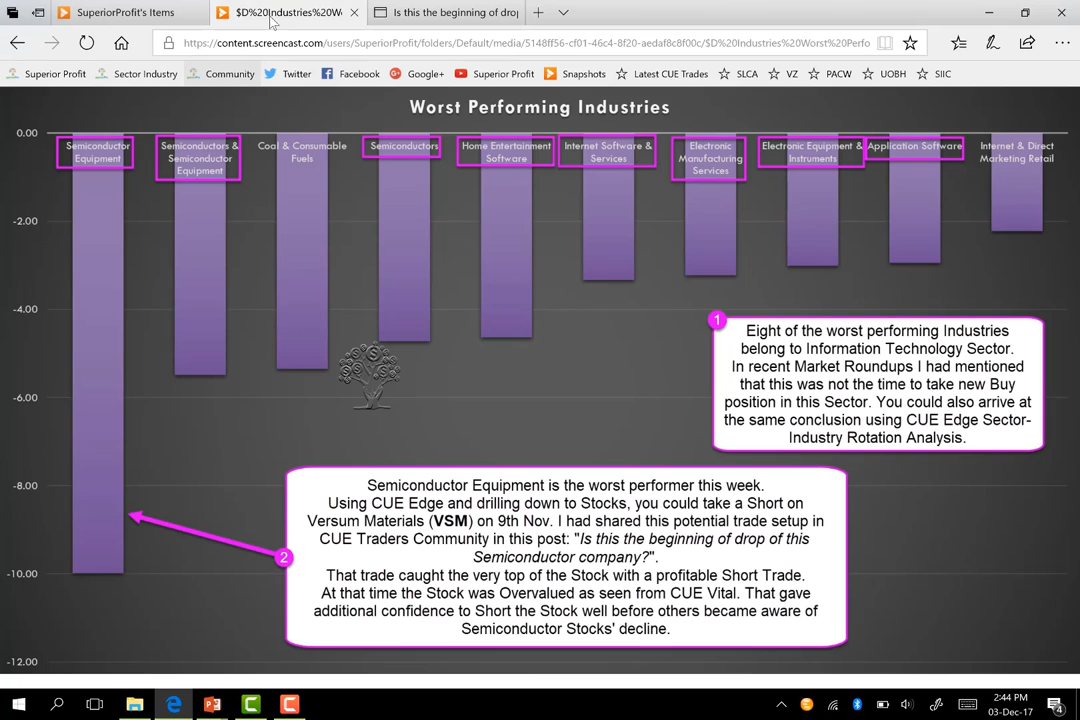 SuperiorProfit's Items
$D%20Industries%20W
Is this the beginning of drop
https://content.screencast.com/users/SuperiorProfit/folders/Default/media/5148ff56-cf01-46c4-8f20-aedaf8c8f00c/$D%20Industries%20Worst%20Perfo
Superior Profit
Sector Industry
Community
Twitter
Facebook
Google+
Superior Profit
Snapshots
Latest CUE Trades
SLCA
VZ
PACW
UOBH
SIIC
Worst Performing Industries
0.00
-2.00
-4.00
-6.00
-8.00
-10.00
-12.00
Semiconductor
Equipment
Semiconductors &
Semiconductor
Equipment
Coal & Consumable
Fuels
Semiconductors
Home Entertainment
Software
Internet Software &
Services
Electronic
Manufacturing
Services
Electronic Equipment &
Instruments
Application Software
Internet & Direct
Marketing Retail
1
Eight of the worst performing Industries
belong to Information Technology Sector.
In recent Market Roundups I had mentioned
that this was not the time to take new Buy
position in this Sector. You could also arrive at
the same conclusion using CUE Edge Sector-
Industry Rotation Analysis.
2
Semiconductor Equipment is the worst performer this week.
Using CUE Edge and drilling down to Stocks, you could take a Short on
Versum Materials (VSM) on 9th Nov. I had shared this potential trade setup in
CUE Traders Community in this post: "Is this the beginning of drop of this
Semiconductor company?".
That trade caught the very top of the Stock with a profitable Short Trade.
At that time the Stock was Overvalued as seen from CUE Vital. That gave
additional confidence to Short the Stock well before others became aware of
Semiconductor Stocks' decline.
2:44 PM
03-Dec-17
4